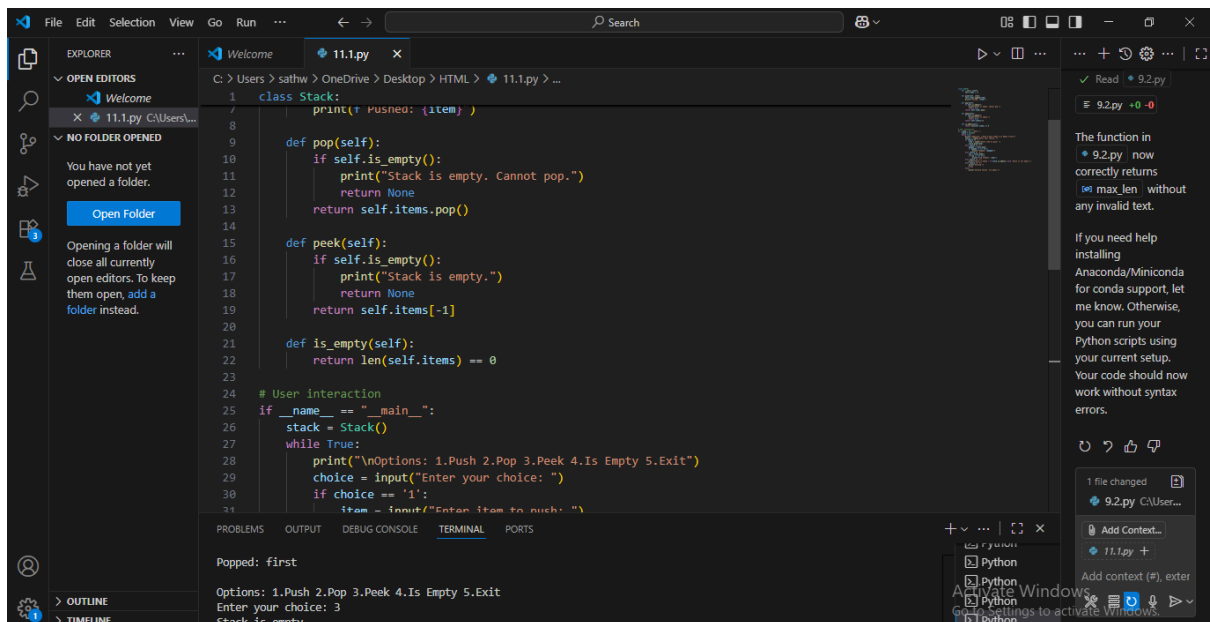 File Edit Selection View Go Run ··· Search
EXPLORER ···
OPEN EDITORS
Welcome
11.1.py C:\Users\...
NO FOLDER OPENED
You have not yet
opened a folder.
Open Folder
Opening a folder will
close all currently
open editors. To keep
them open, add a
folder instead.
OUTLINE
TIMELINE
3
1
Welcome 11.1.py
C: > Users > sathw > OneDrive > Desktop > HTML > 11.1.py > ...
1 class Stack:
7 print(f"Pushed: {item}")
8
9 def pop(self):
10 if self.is_empty():
11 print("Stack is empty. Cannot pop.")
12 return None
13 return self.items.pop()
14
15 def peek(self):
16 if self.is_empty():
17 print("Stack is empty.")
18 return None
19 return self.items[-1]
20
21 def is_empty(self):
22 return len(self.items) == 0
23
24 # User interaction
25 if __name__ == "__main__":
26 stack = Stack()
27 while True:
28 print("\nOptions: 1.Push 2.Pop 3.Peek 4.Is Empty 5.Exit")
29 choice = input("Enter your choice: ")
30 if choice == '1':
31 item = input("Enter item to push: ")
PROBLEMS OUTPUT DEBUG CONSOLE TERMINAL PORTS
Popped: first
Options: 1.Push 2.Pop 3.Peek 4.Is Empty 5.Exit
Enter your choice: 3
Stack is empty.
Python
Python
Python
Python
Python
Read 9.2.py
9.2.py +0 -0
The function in
9.2.py now
correctly returns
max_len without
any invalid text.
If you need help
installing
Anaconda/Miniconda
for conda support, let
me know. Otherwise,
you can run your
Python scripts using
your current setup.
Your code should now
work without syntax
errors.
1 file changed
9.2.py C:\User...
Add Context...
11.1.py +
Add context (#), exter
Activate Windows
Go to Settings to activate Windows.